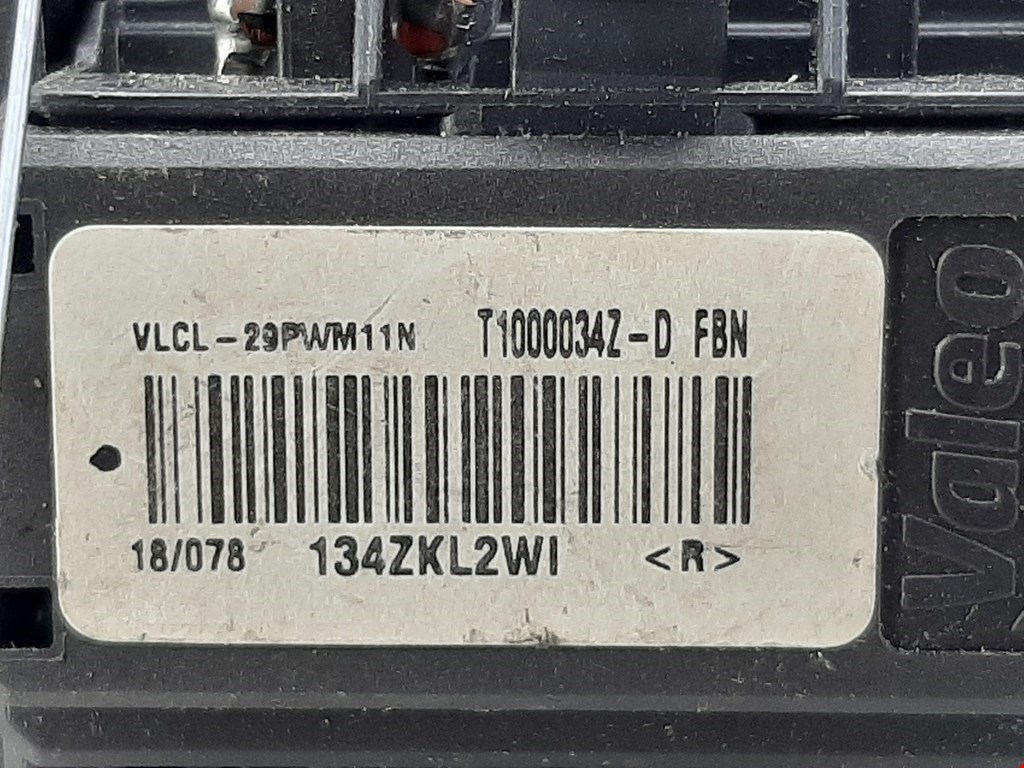 VLCL-29PWM11N T1000034Z-D FBN
18/078 134ZKL2WI <R>
Valeo